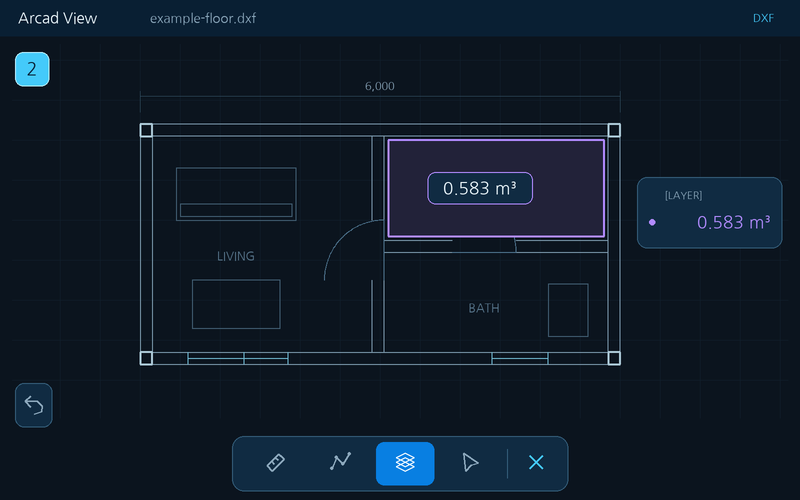 Arcad View
example-floor.dxf
DXF
2
6,000
0.583 m³
[LAYER]
0.583 m³
LIVING
BATH